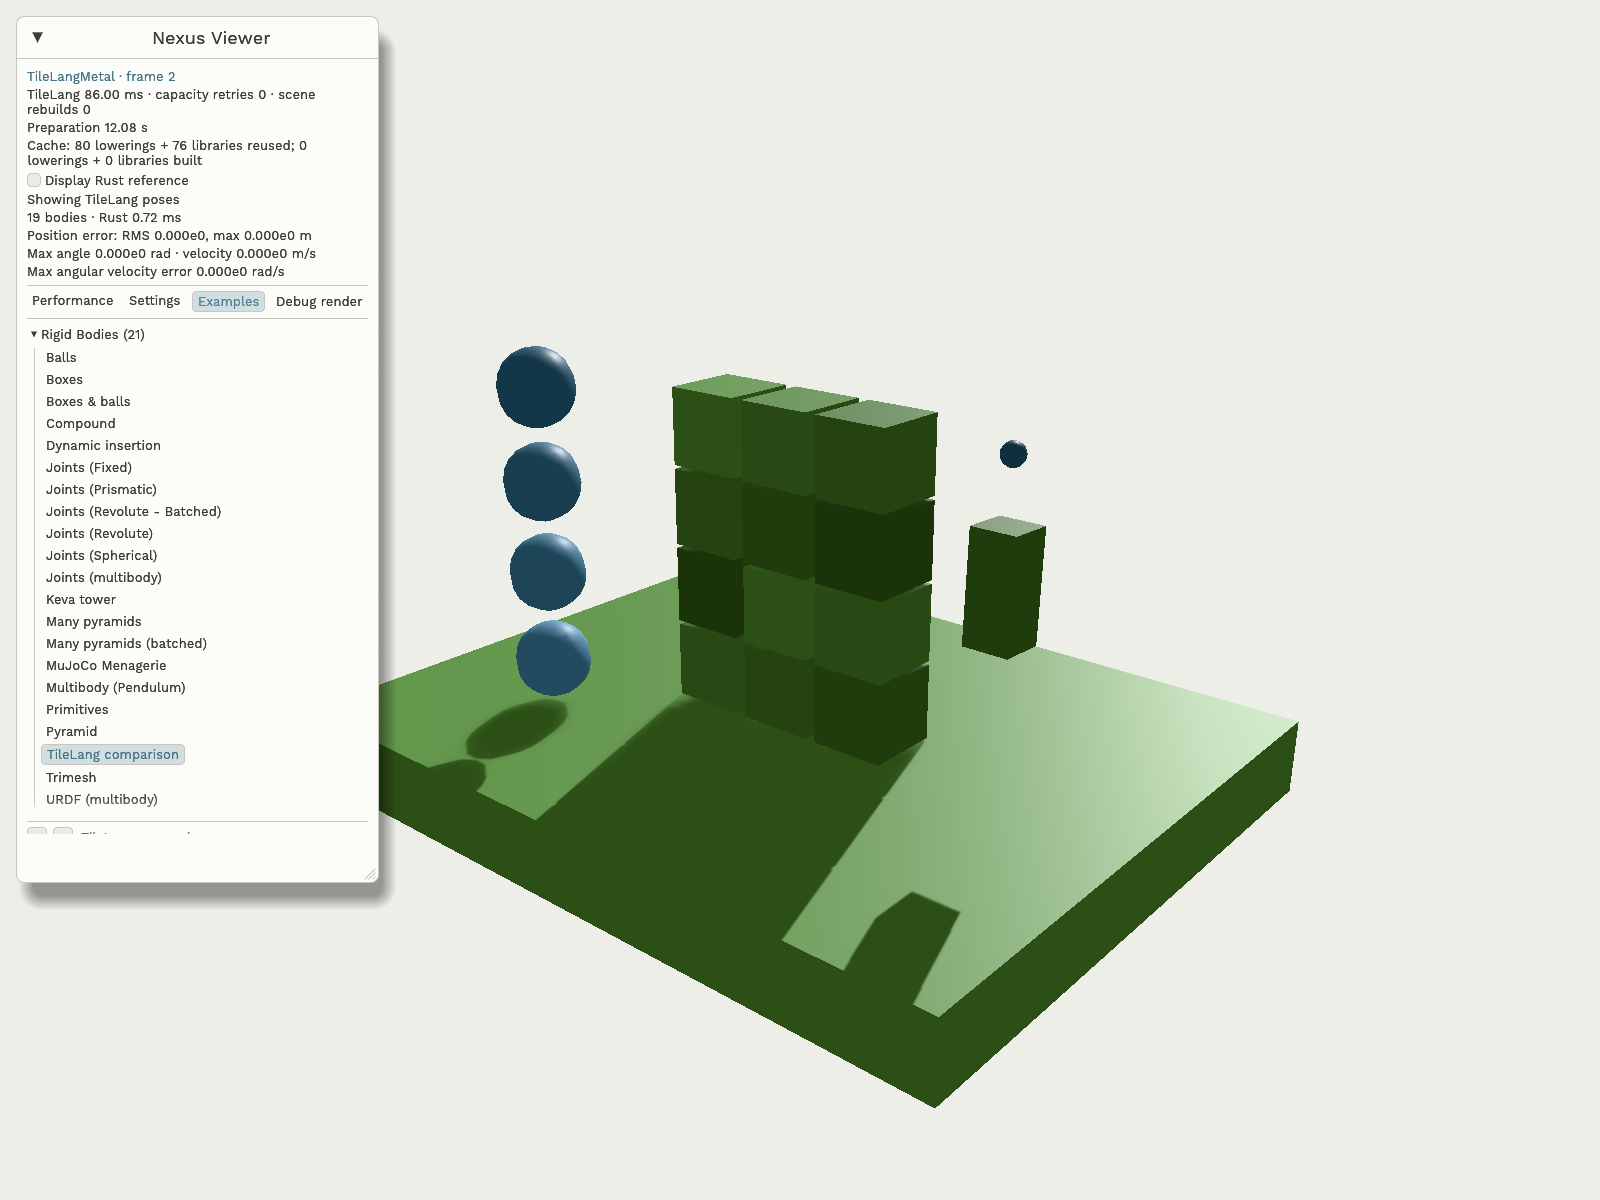 Nexus Viewer
TileLangMetal · frame 2
TileLang 86.00 ms · capacity retries 0 · scene
rebuilds 0
Preparation 12.08 s
Cache: 80 lowerings + 76 libraries reused; 0
lowerings + 0 libraries built
Display Rust reference
Showing TileLang poses
19 bodies · Rust 0.72 ms
Position error: RMS 0.000e0, max 0.000e0 m
Max angle 0.000e0 rad · velocity 0.000e0 m/s
Max angular velocity error 0.000e0 rad/s
Performance Settings Examples Debug render
Rigid Bodies (21)
Balls
Boxes
Boxes & balls
Compound
Dynamic insertion
Joints (Fixed)
Joints (Prismatic)
Joints (Revolute - Batched)
Joints (Revolute)
Joints (Spherical)
Joints (multibody)
Keva tower
Many pyramids
Many pyramids (batched)
MuJoCo Menagerie
Multibody (Pendulum)
Primitives
Pyramid
TileLang comparison
Trimesh
URDF (multibody)